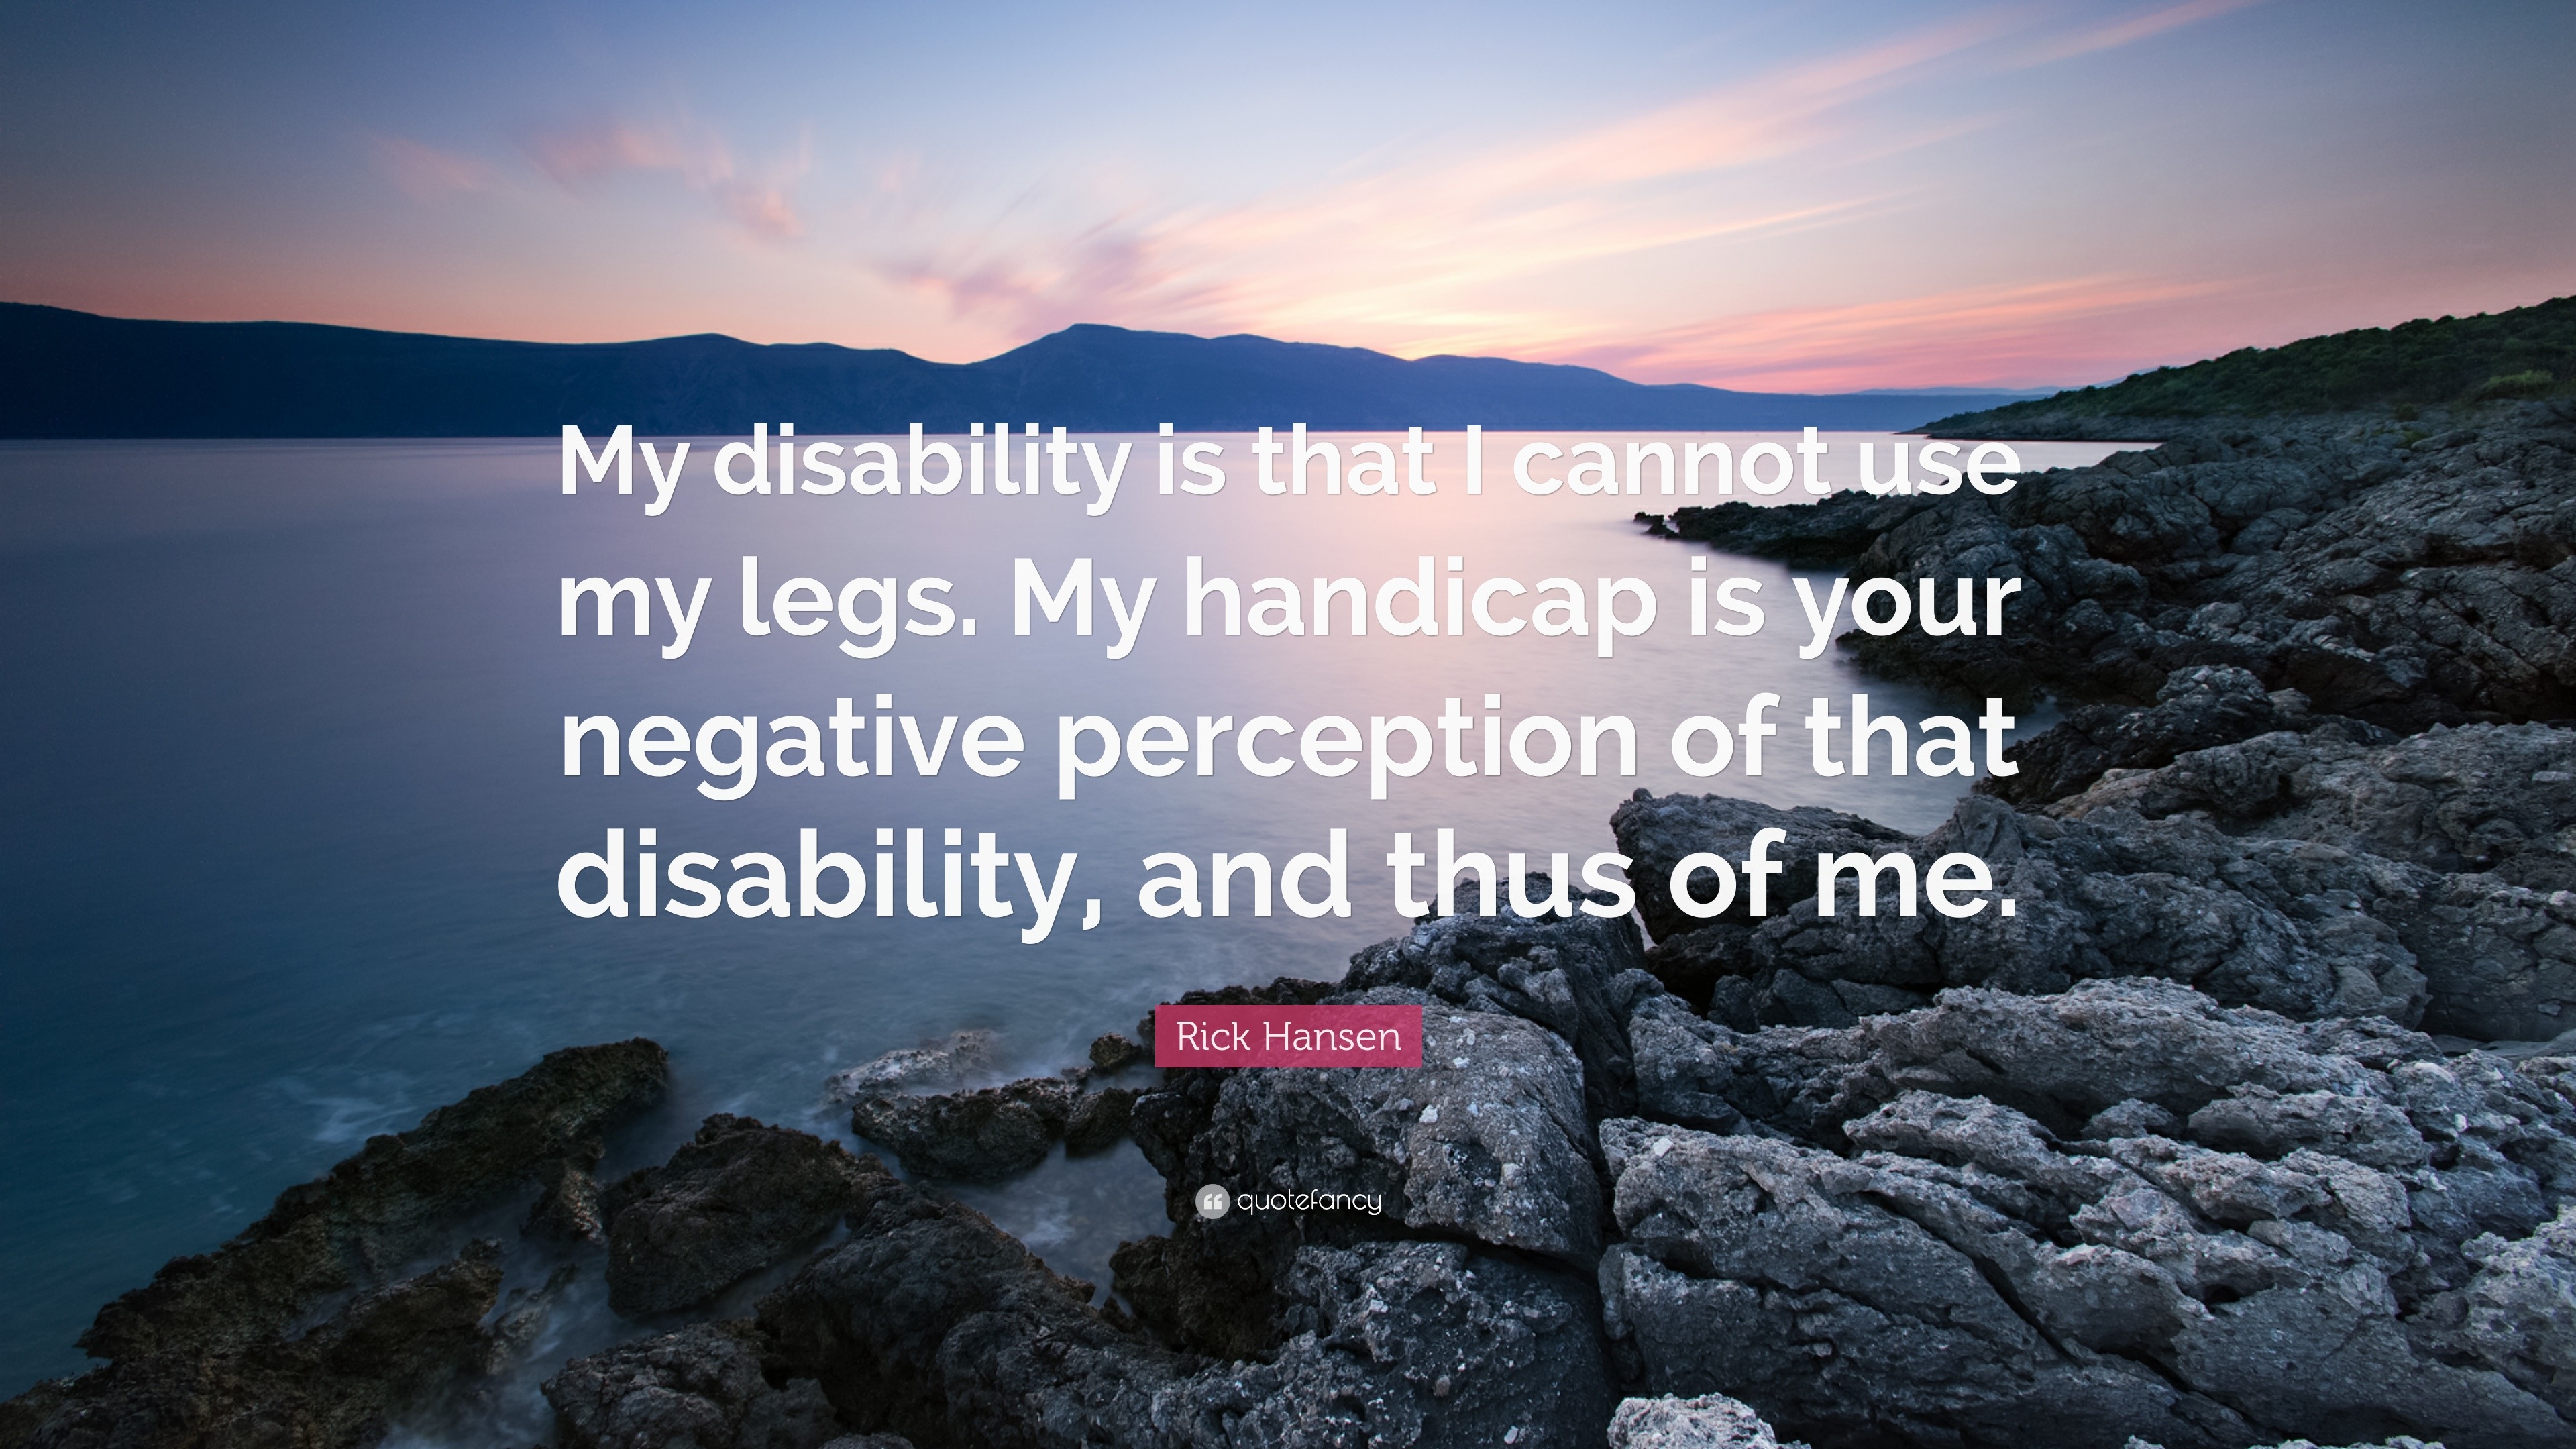 My disability is that I cannot use
my legs. My handicap is your
negative perception of that
disability, and thus of me.
Rick Hansen
quotefancy